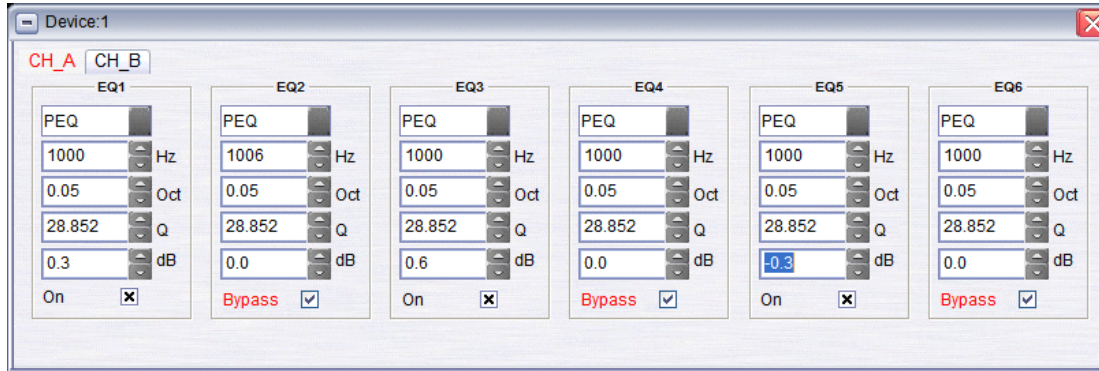 Device:1
CH_A CH_B
EQ1 EQ2 EQ3 EQ4 EQ5 EQ6
PEQ PEQ PEQ PEQ PEQ PEQ
1000 Hz 1006 Hz 1000 Hz 1000 Hz 1000 Hz 1000 Hz
0.05 Oct 0.05 Oct 0.05 Oct 0.05 Oct 0.05 Oct 0.05 Oct
28.852 Q 28.852 Q 28.852 Q 28.852 Q 28.852 Q 28.852 Q
0.3 dB 0.0 dB 0.6 dB 0.0 dB -0.3 dB 0.0 dB
On Bypass On Bypass On Bypass